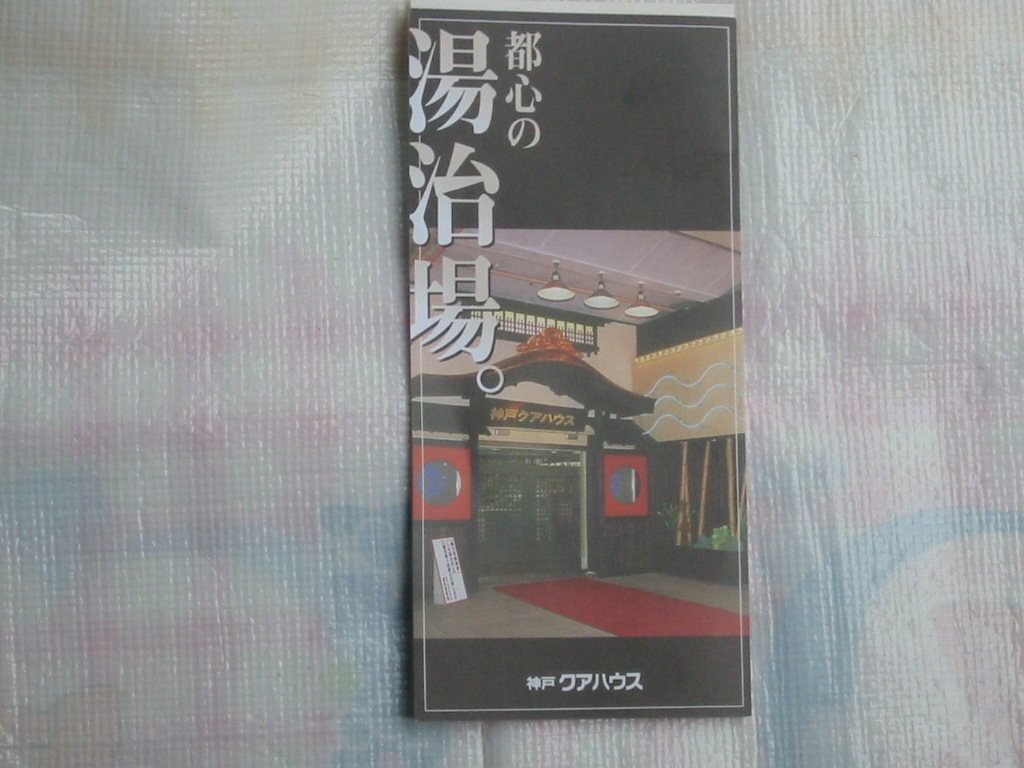 都心の
湯治場。
神戸クアハウス
神戸 クアハウス